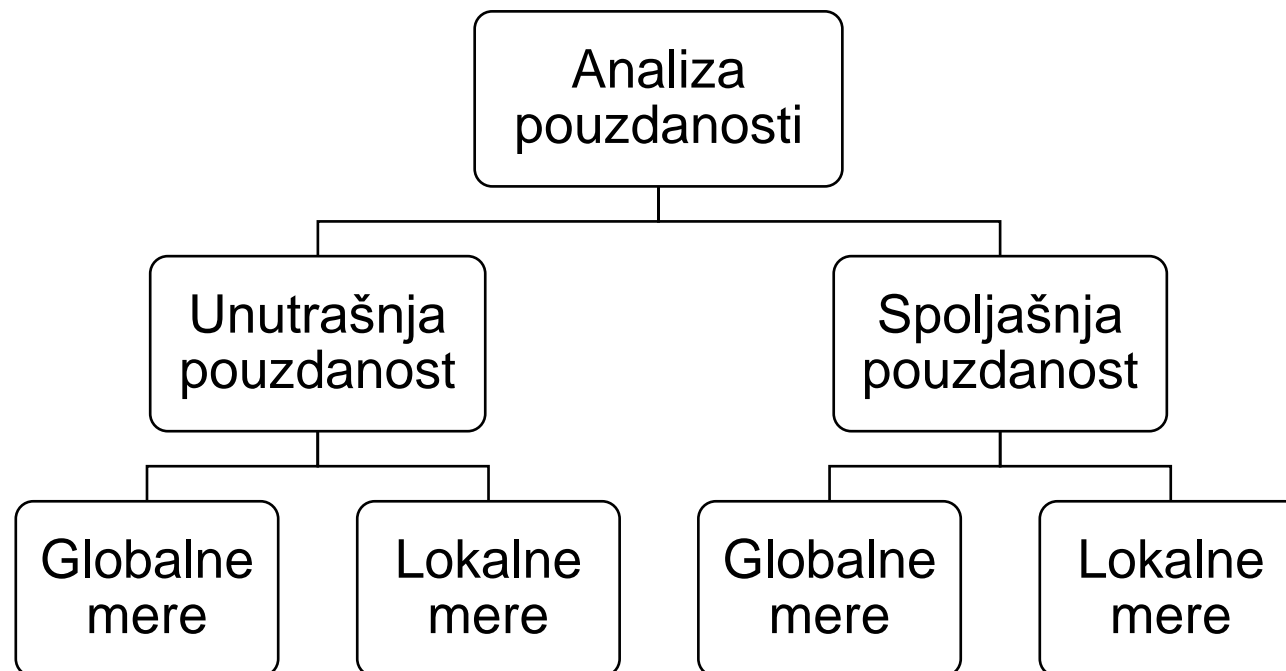 Analiza
pouzdanosti
Unutrašnja
pouzdanost
Spoljašnja
pouzdanost
Globalne
mere
Lokalne
mere
Globalne
mere
Lokalne
mere